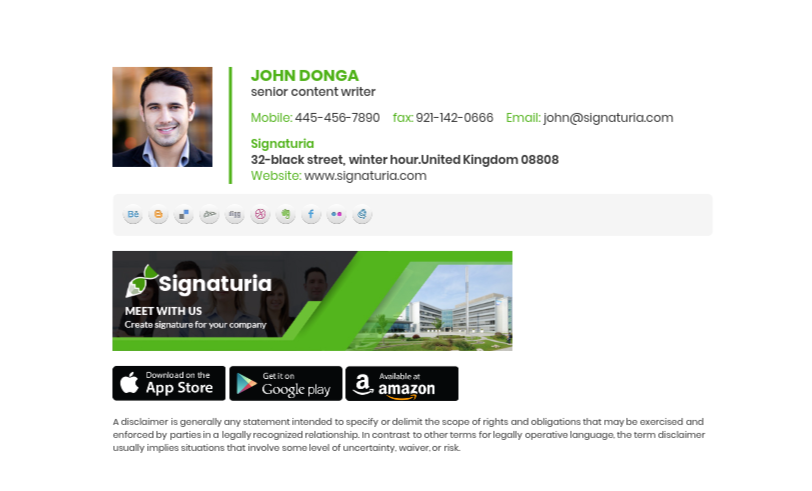 JOHN DONGA
senior content writer
Mobile: 445-456-7890 fax: 921-142-0666 Email: john@signaturia.com
Signaturia
32-black street, winter hour.United Kingdom 08808
Website: www.signaturia.com
Bē digg f
Signaturia
MEET WITH US
Create signature for your company
Download on the
App Store
Get it on
Google play
Available at
amazon
A disclaimer is generally any statement intended to specify or delimit the scope of rights and obligations that may be exercised and
enforced by parties in a legally recognized relationship. In contrast to other terms for legally operative language, the term disclaimer
usually implies situations that involve some level of uncertainty, waiver, or risk.